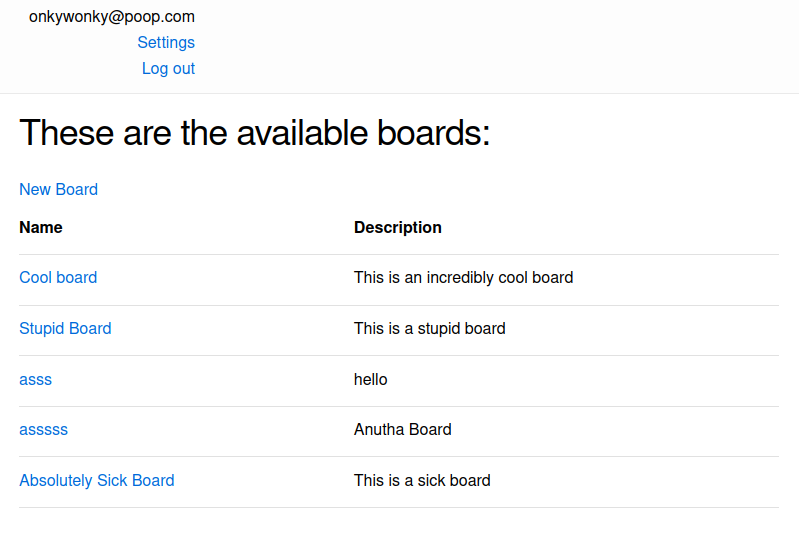 onkywonky@poop.com
Settings
Log out
These are the available boards:
New Board
Name Description
Cool board This is an incredibly cool board
Stupid Board This is a stupid board
asss hello
asssss Anutha Board
Absolutely Sick Board This is a sick board